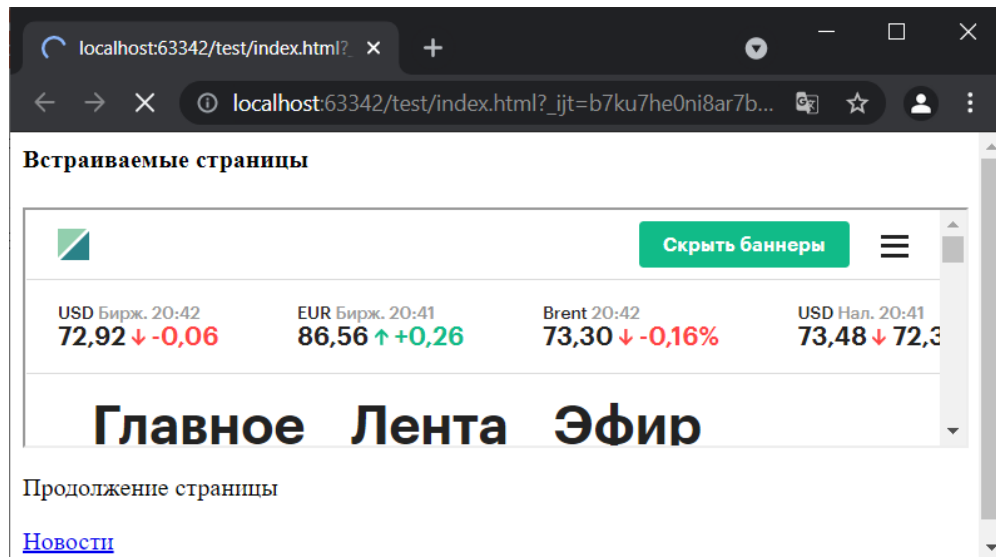 localhost:63342/test/index.html?_
localhost:63342/test/index.html?_ijt=b7ku7he0ni8ar7b...
Встраиваемые страницы
Скрыть баннеры
USD Бирж. 20:42 EUR Бирж. 20:41 Brent 20:42 USD Нал. 20:41
72,92 ↓ -0,06 86,56 ↑ +0,26 73,30 ↓ -0,16% 73,48 ↓ 72,3
Главное Лента Эфир
Продолжение страницы
Новости